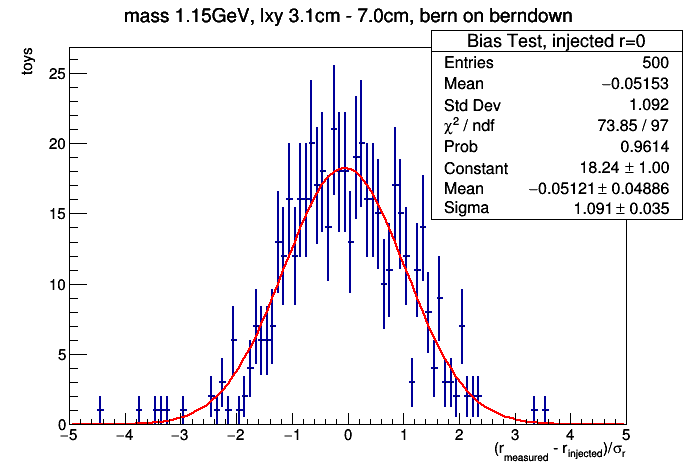 mass 1.15GeV, lxy 3.1cm - 7.0cm, bern on berndown
Bias Test, injected r=0
Entries 500
Mean −0.05153
Std Dev 1.092
χ² / ndf 73.85 / 97
Prob 0.9614
Constant 18.24 ± 1.00
Mean −0.05121 ± 0.04886
Sigma 1.091 ± 0.035
toys
25
20
15
10
5
0
−5 −4 −3 −2 −1 0 1 2 3 4 5
(r_measured - r_injected)/σ_r